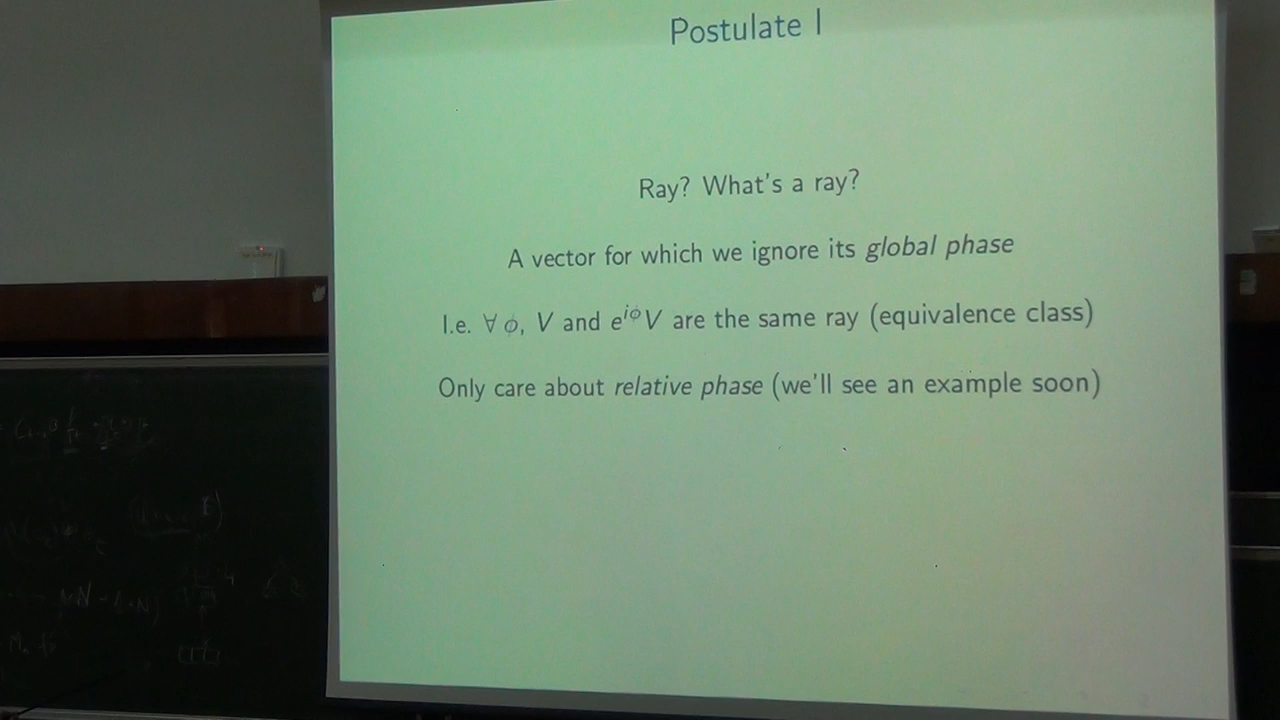 Postulate I
Ray? What's a ray?
A vector for which we ignore its global phase
I.e. ∀ φ, V and e^{iφ}V are the same ray (equivalence class)
Only care about relative phase (we'll see an example soon)